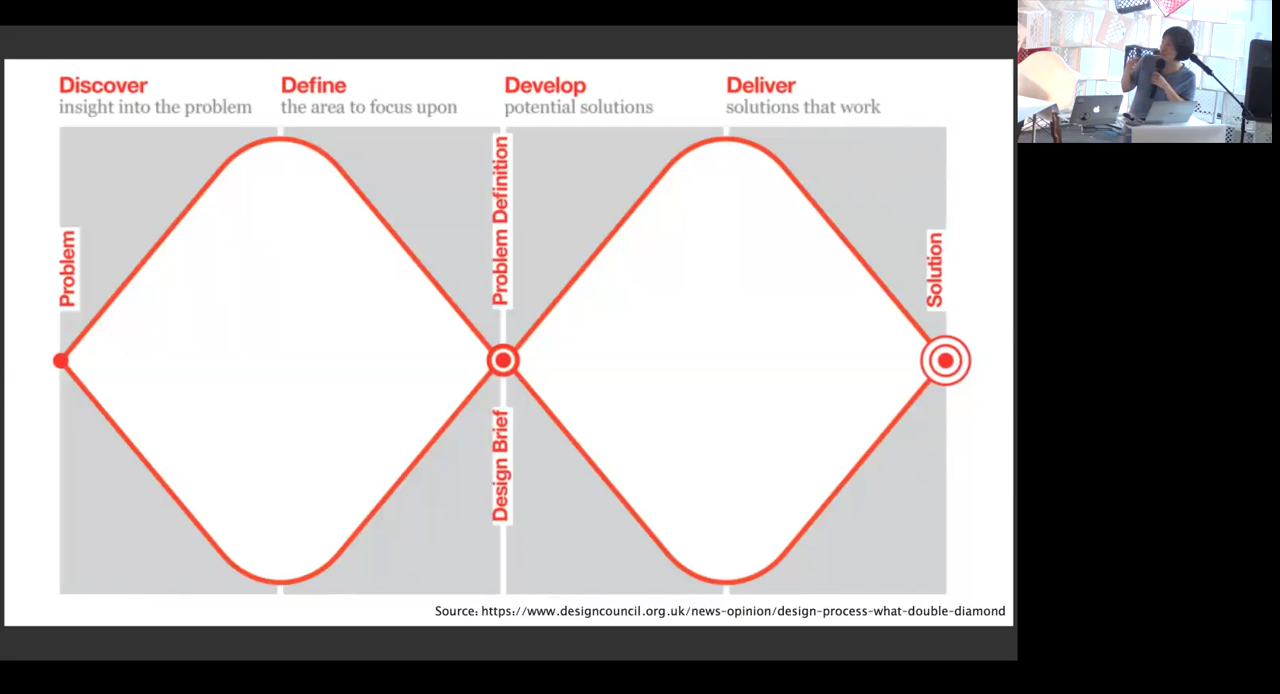 Discover
insight into the problem
Define
the area to focus upon
Develop
potential solutions
Deliver
solutions that work
Problem
Problem Definition
Design Brief
Solution
Source: https://www.designcouncil.org.uk/news-opinion/design-process-what-double-diamond